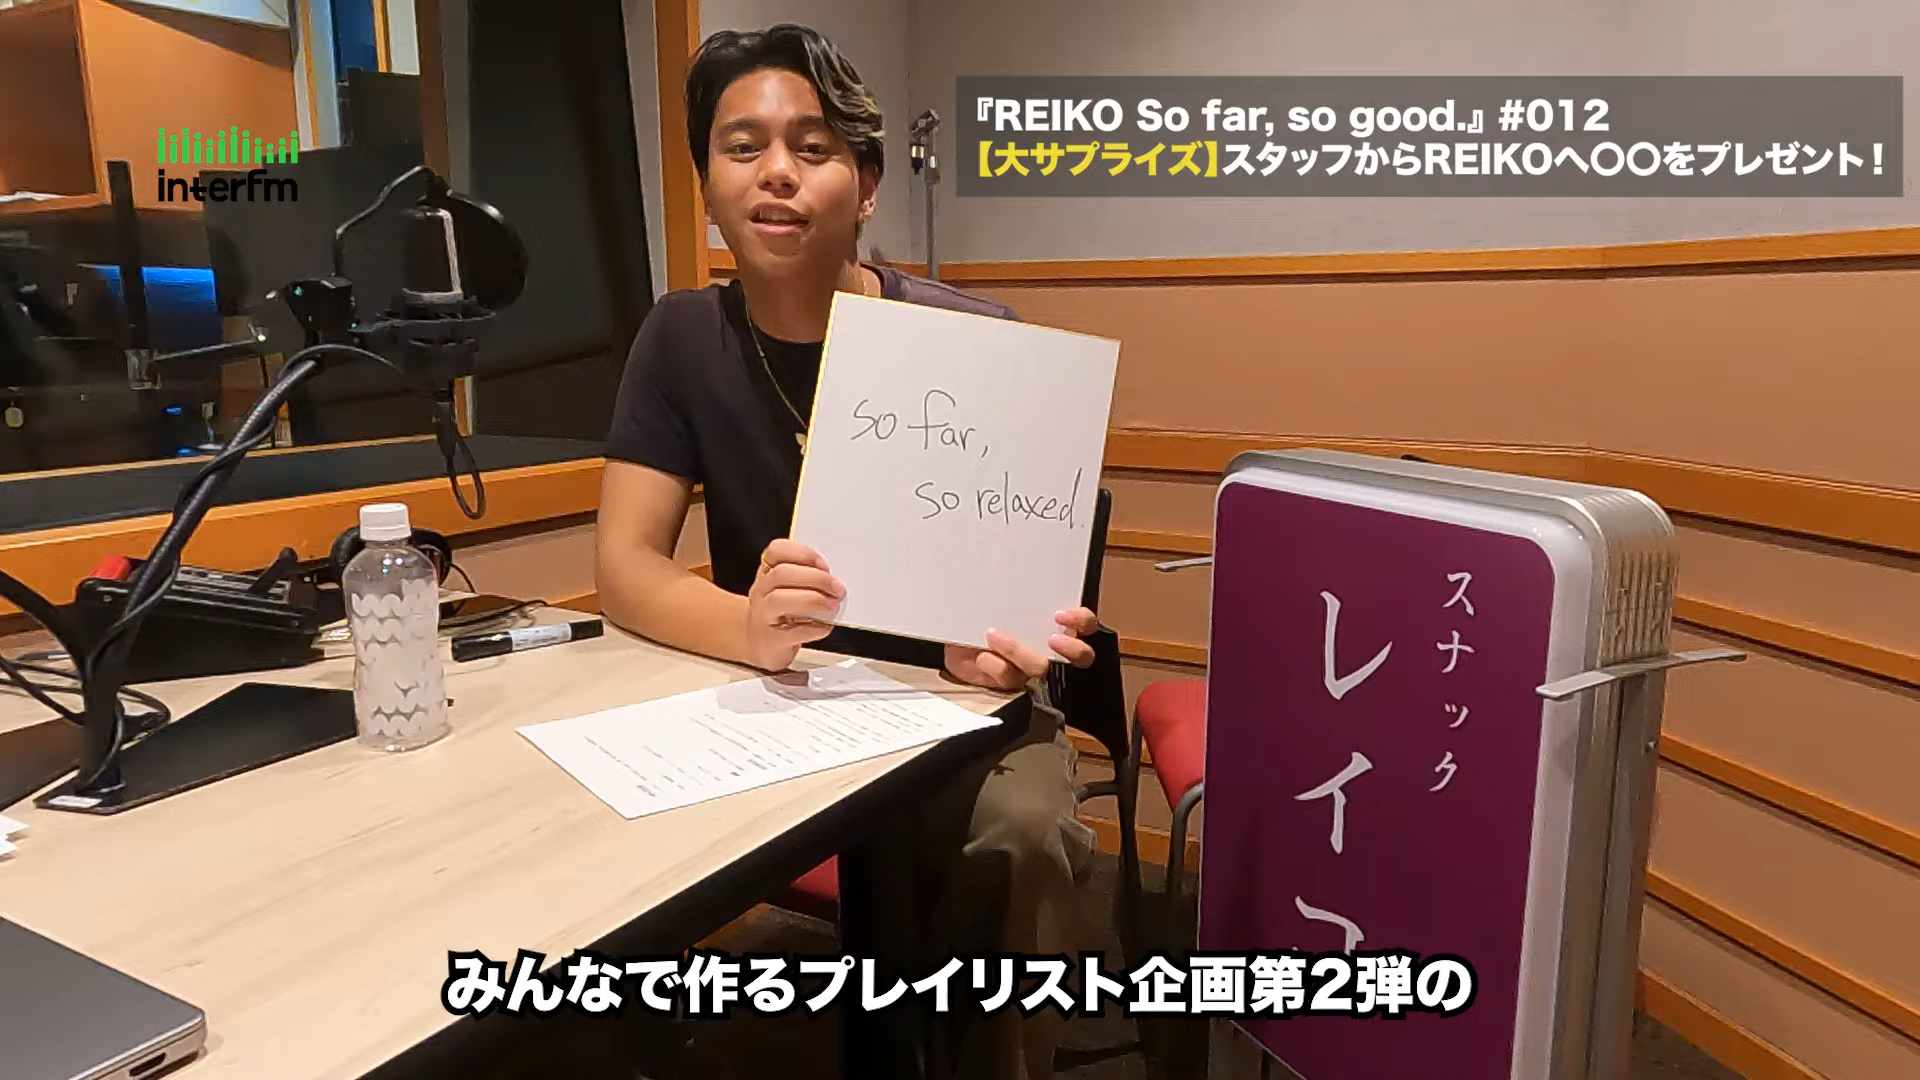 『REIKO So far, so good.』 #012
【大サプライズ】スタッフからREIKOへ〇〇をプレゼント！
interfm
so far,
so relaxed.
スナック
レイコ
みんなで作るプレイリスト企画第2弾の